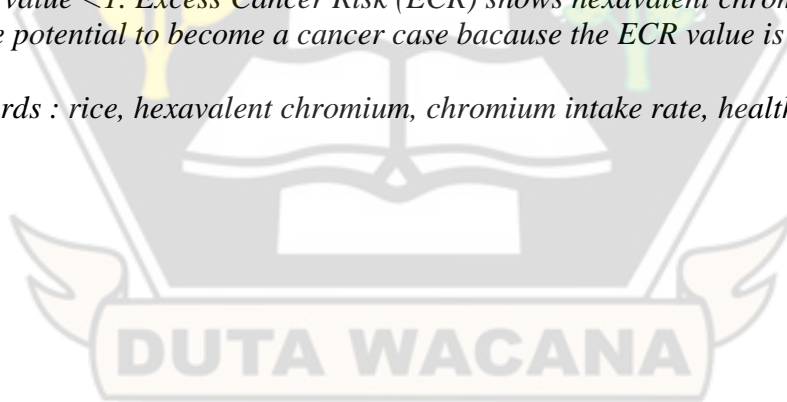 value <1. Excess Cancer Risk (ECR) shows hexavalent chrom
potential to become a cancer case bacause the ECR value is
rds : rice, hexavalent chromium, chromium intake rate, health
DUTA WACANA